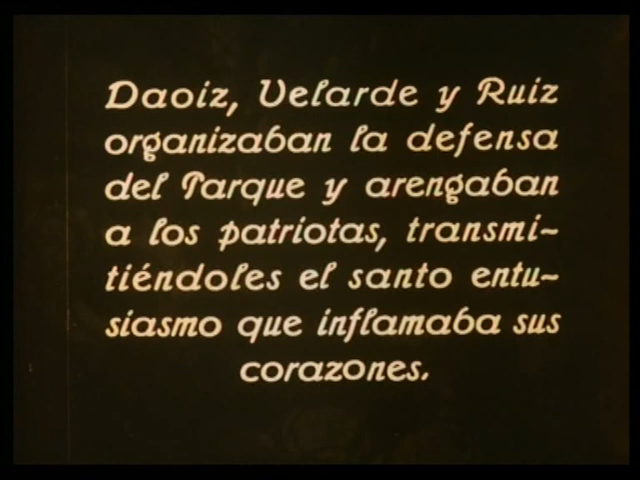 Daoiz, Velarde y Ruiz
organizaban la defensa
del Parque y arengaban
a los patriotas, transmi-
tiéndoles el santo entu-
siasmo que inflamaba sus
corazones.